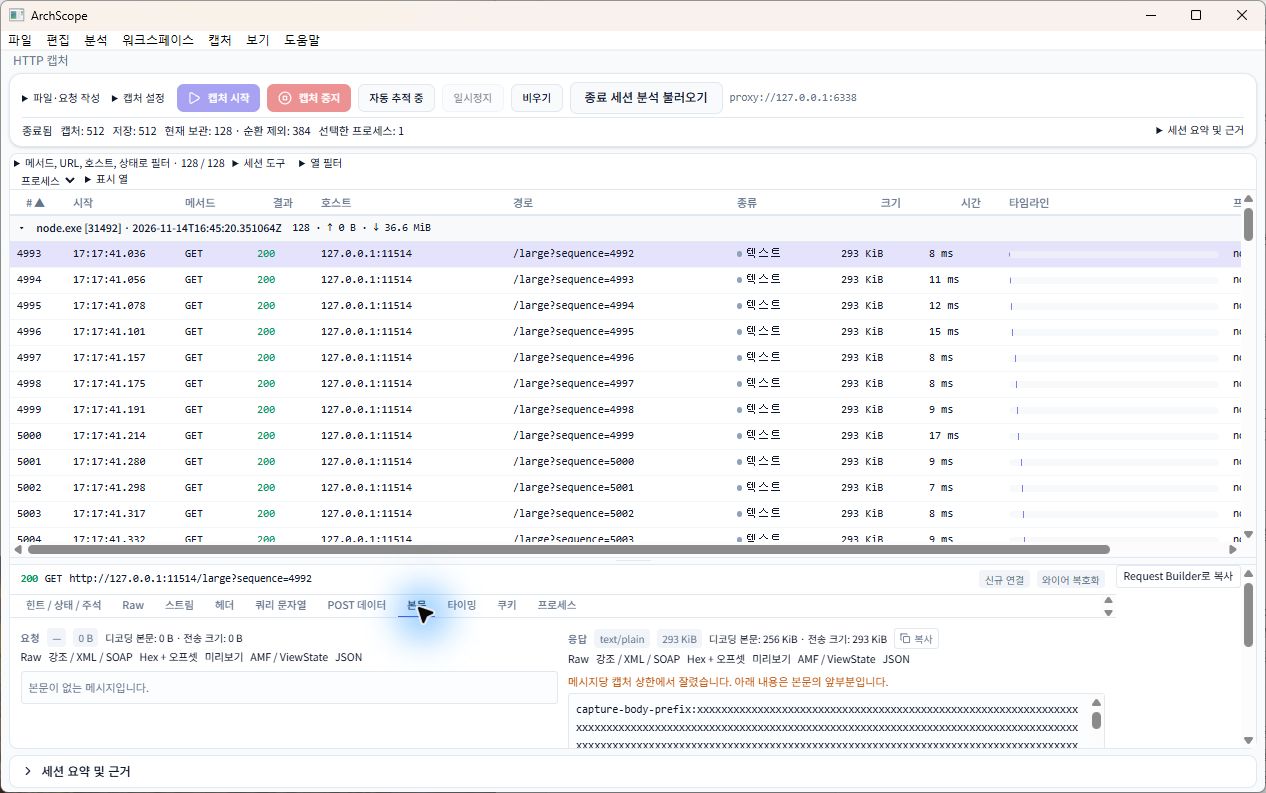 ArchScope
파일 편집 분석 워크스페이스 캡처 보기 도움말
HTTP 캡처
▶ 파일·요청 작성 ▶ 캡처 설정 캡처 시작 캡처 중지 자동 추적 중 일시정지 비우기 종료 세션 분석 불러오기 proxy://127.0.0.1:6338
종료됨 캡처: 512 저장: 512 현재 보관: 128 · 순환 제외: 384 선택한 프로세스: 1 ▶ 세션 요약 및 근거
▶ 메서드, URL, 호스트, 상태로 필터 · 128 / 128 ▶ 세션 도구 ▶ 열 필터
프로세스 ▶ 표시 열
# ▲ 시작 메서드 결과 호스트 경로 종류 크기 시간 타임라인 프
node.exe [31492] · 2026-11-14T16:45:20.351064Z 128 · ↑ 0 B · ↓ 36.6 MiB
4993 17:17:41.036 GET 200 127.0.0.1:11514 /large?sequence=4992 텍스트 293 KiB 8 ms
4994 17:17:41.056 GET 200 127.0.0.1:11514 /large?sequence=4993 텍스트 293 KiB 11 ms
4995 17:17:41.078 GET 200 127.0.0.1:11514 /large?sequence=4994 텍스트 293 KiB 12 ms
4996 17:17:41.101 GET 200 127.0.0.1:11514 /large?sequence=4995 텍스트 293 KiB 15 ms
4997 17:17:41.157 GET 200 127.0.0.1:11514 /large?sequence=4996 텍스트 293 KiB 8 ms
4998 17:17:41.175 GET 200 127.0.0.1:11514 /large?sequence=4997 텍스트 293 KiB 8 ms
4999 17:17:41.191 GET 200 127.0.0.1:11514 /large?sequence=4998 텍스트 293 KiB 9 ms
5000 17:17:41.214 GET 200 127.0.0.1:11514 /large?sequence=4999 텍스트 293 KiB 17 ms
5001 17:17:41.280 GET 200 127.0.0.1:11514 /large?sequence=5000 텍스트 293 KiB 9 ms
5002 17:17:41.298 GET 200 127.0.0.1:11514 /large?sequence=5001 텍스트 293 KiB 7 ms
5003 17:17:41.317 GET 200 127.0.0.1:11514 /large?sequence=5002 텍스트 293 KiB 8 ms
5004 17:17:41.332 GET 200 127.0.0.1:11514 /large?sequence=5003 텍스트 293 KiB 9 ms
200 GET http://127.0.0.1:11514/large?sequence=4992 신규 연결 와이어 복호화 Request Builder로 복사
힌트 / 상태 / 주석 Raw 스트림 헤더 쿼리 문자열 POST 데이터 본문 타이밍 쿠키 프로세스
요청 — 0 B 디코딩 본문: 0 B · 전송 크기: 0 B
Raw 강조 / XML / SOAP Hex + 오프셋 미리보기 AMF / ViewState JSON
본문이 없는 메시지입니다.
응답 text/plain 293 KiB 디코딩 본문: 256 KiB · 전송 크기: 293 KiB 복사
Raw 강조 / XML / SOAP Hex + 오프셋 미리보기 AMF / ViewState JSON
메시지당 캡처 상한에서 잘렸습니다. 아래 내용은 본문의 앞부분입니다.
capture-body-prefix:xxxxxxxxxxxxxxxxxxxxxxxxxxxxxxxxxxxxxxxxxxxxxxxxx
xxxxxxxxxxxxxxxxxxxxxxxxxxxxxxxxxxxxxxxxxxxxxxxxxxxxxxxxxxxxxxxxxxxxx
xxxxxxxxxxxxxxxxxxxxxxxxxxxxxxxxxxxxxxxxxxxxxxxxxxxxxxxxxxxxxxxxxxxxx
세션 요약 및 근거